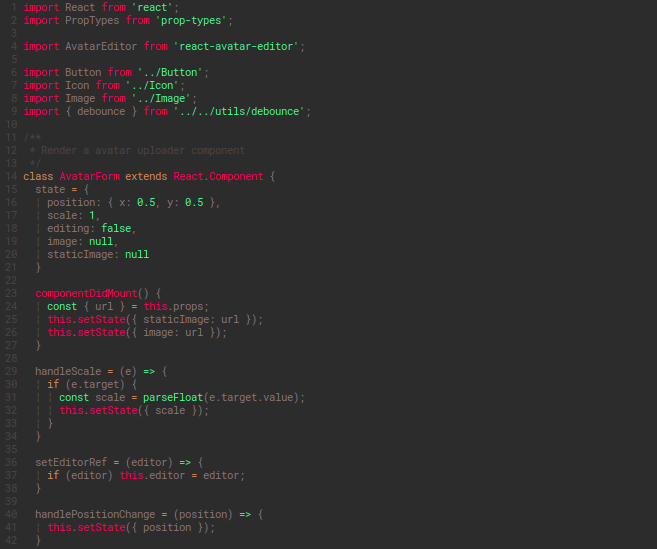 1 import React from 'react';
2 import PropTypes from 'prop-types';
3
4 import AvatarEditor from 'react-avatar-editor';
5
6 import Button from '../Button';
7 import Icon from '../Icon';
8 import Image from '../Image';
9 import { debounce } from '../../utils/debounce';
10
11 /**
12  * Render a avatar uploader component
13  */
14 class AvatarForm extends React.Component {
15   state = {
16     position: { x: 0.5, y: 0.5 },
17     scale: 1,
18     editing: false,
19     image: null,
20     staticImage: null
21   }
22
23   componentDidMount() {
24     const { url } = this.props;
25     this.setState({ staticImage: url });
26     this.setState({ image: url });
27   }
28
29   handleScale = (e) => {
30     if (e.target) {
31       const scale = parseFloat(e.target.value);
32       this.setState({ scale });
33     }
34   }
35
36   setEditorRef = (editor) => {
37     if (editor) this.editor = editor;
38   }
39
40   handlePositionChange = (position) => {
41     this.setState({ position });
42   }